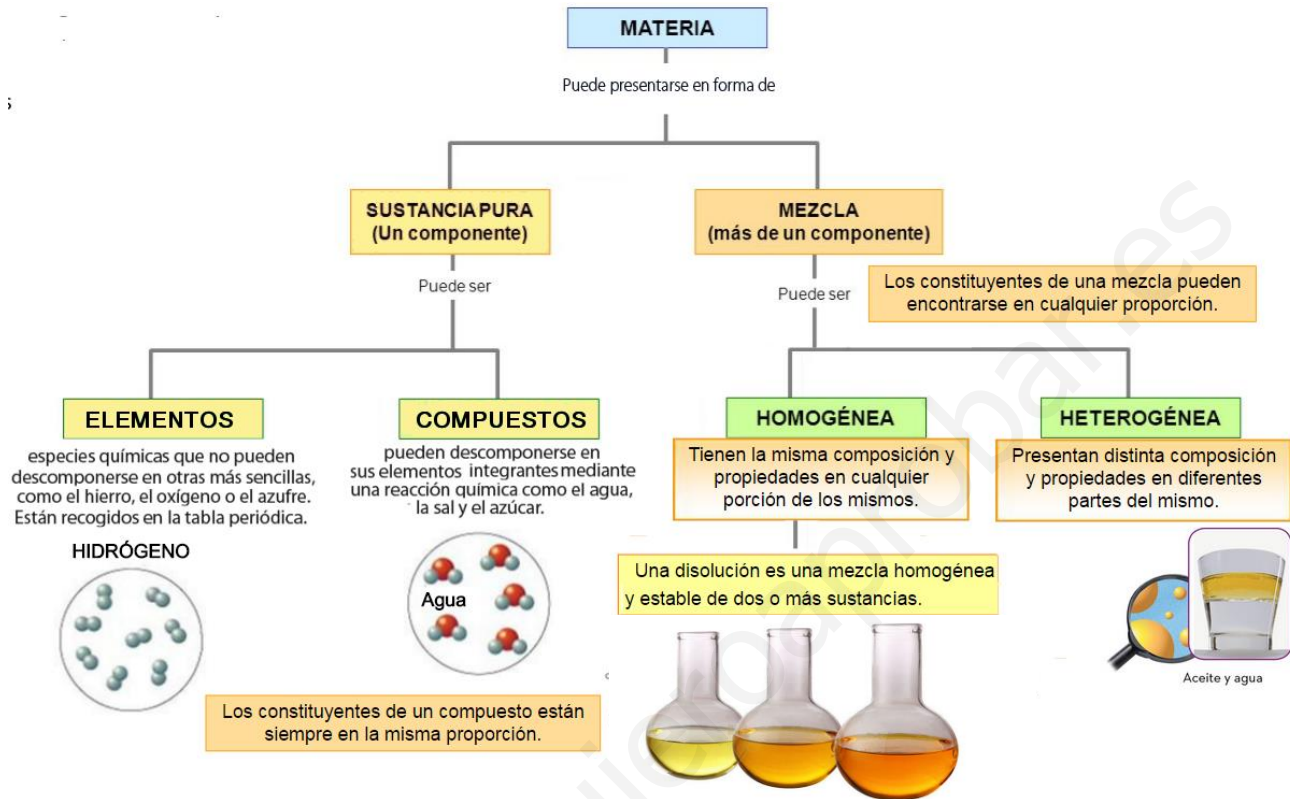 MATERIA
Puede presentarse en forma de
SUSTANCIA PURA
(Un componente)
MEZCLA
(más de un componente)
Puede ser
Puede ser
Los constituyentes de una mezcla pueden
encontrarse en cualquier proporción.
ELEMENTOS
especies químicas que no pueden
descomponerse en otras más sencillas,
como el hierro, el oxígeno o el azufre.
Están recogidos en la tabla periódica.
HIDRÓGENO
COMPUESTOS
pueden descomponerse en
sus elementos integrantes mediante
una reacción química como el agua,
la sal y el azúcar.
Agua
Los constituyentes de un compuesto están
siempre en la misma proporción.
HOMOGÉNEA
Tienen la misma composición y
propiedades en cualquier
porción de los mismos.
Una disolución es una mezcla homogénea
y estable de dos o más sustancias.
HETEROGÉNEA
Presentan distinta composición
y propiedades en diferentes
partes del mismo.
Aceite y agua